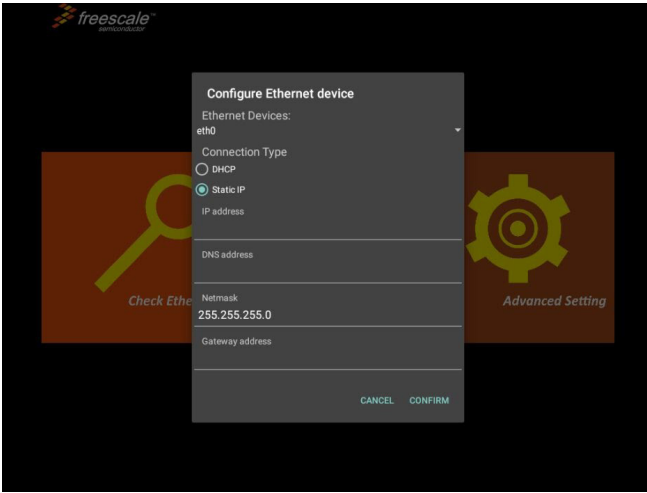 freescale™
semiconductor
Configure Ethernet device
Ethernet Devices:
eth0
Connection Type
DHCP
Static IP
IP address
DNS address
Check Ethe
Netmask
255.255.255.0
Advanced Setting
Gateway address
CANCEL CONFIRM